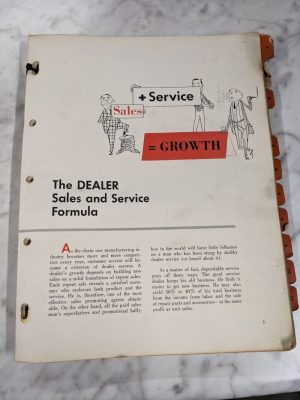 + Service
Sales
= GROWTH
The DEALER
Sales and Service
Formula
As the chain saw manufacturing in-
dustry becomes more and more competi-
tive every year, customer service will be-
come a criterion of dealer success. A
dealer's growth depends on building new
sales on a solid foundation of repeat sales.
Each repeat sale reveals a satisfied custo-
mer who endorses both product and the
service. He is, therefore, one of the most
effective sales promoting agents obtain-
able. On the other hand, all the paid sales-
man's superlatives and promotional bally-
hoo in the world will have little influence
on a man who has been stung by shabby
dealer service (or heard about it).
As a matter of fact, dependable service
pays off three ways. The good service
dealer keeps his old business. He finds it
easier to get new business. He may also
yield 50% to 80% of his total business
from the income from labor and the sale
of repair parts and accessories—at the same
profit as unit sales.
1